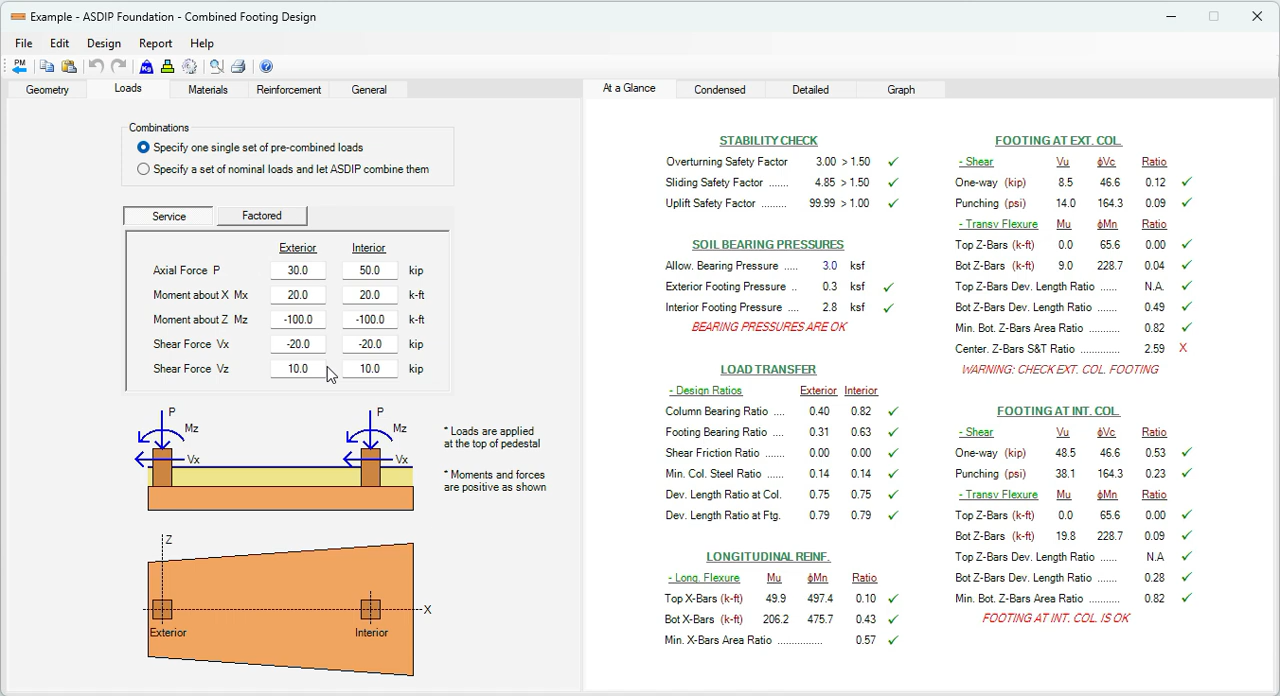 Example - ASDIP Foundation - Combined Footing Design
File Edit Design Report Help
PM Kg
Geometry Loads Materials Reinforcement General
Combinations
Specify one single set of pre-combined loads
Specify a set of nominal loads and let ASDIP combine them
Service Factored
Exterior Interior
Axial Force P 30.0 50.0 kip
Moment about X Mx 20.0 20.0 k-ft
Moment about Z Mz -100.0 -100.0 k-ft
Shear Force Vx -20.0 -20.0 kip
Shear Force Vz 10.0 10.0 kip
P P
Mz Mz
Vx Vx
* Loads are applied
at the top of pedestal
* Moments and forces
are positive as shown
Z
X
Exterior Interior
At a Glance Condensed Detailed Graph
STABILITY CHECK
Overturning Safety Factor 3.00 > 1.50 ✓
Sliding Safety Factor ....... 4.85 > 1.50 ✓
Uplift Safety Factor ......... 99.99 > 1.00 ✓
SOIL BEARING PRESSURES
Allow. Bearing Pressure ..... 3.0 ksf
Exterior Footing Pressure .. 0.3 ksf ✓
Interior Footing Pressure .... 2.8 ksf ✓
BEARING PRESSURES ARE OK
LOAD TRANSFER
- Design Ratios Exterior Interior
Column Bearing Ratio .... 0.40 0.82 ✓
Footing Bearing Ratio .... 0.31 0.63 ✓
Shear Friction Ratio ....... 0.00 0.00 ✓
Min. Col. Steel Ratio ...... 0.14 0.14 ✓
Dev. Length Ratio at Col. 0.75 0.75 ✓
Dev. Length Ratio at Ftg. 0.79 0.79 ✓
LONGITUDINAL REINF.
- Long. Flexure Mu ϕMn Ratio
Top X-Bars (k-ft) 49.9 497.4 0.10 ✓
Bot X-Bars (k-ft) 206.2 475.7 0.43 ✓
Min. X-Bars Area Ratio ............... 0.57 ✓
FOOTING AT EXT. COL.
- Shear Vu ϕVc Ratio
One-way (kip) 8.5 46.6 0.12 ✓
Punching (psi) 14.0 164.3 0.09 ✓
- Transv Flexure Mu ϕMn Ratio
Top Z-Bars (k-ft) 0.0 65.6 0.00 ✓
Bot Z-Bars (k-ft) 9.0 228.7 0.04 ✓
Top Z-Bars Dev. Length Ratio ...... N.A. ✓
Bot Z-Bars Dev. Length Ratio ...... 0.49 ✓
Min. Bot. Z-Bars Area Ratio ........... 0.82 ✓
Center. Z-Bars S&T Ratio .............. 2.59 X
WARNING: CHECK EXT. COL. FOOTING
FOOTING AT INT. COL.
- Shear Vu ϕVc Ratio
One-way (kip) 48.5 46.6 0.53 ✓
Punching (psi) 38.1 164.3 0.23 ✓
- Transv Flexure Mu ϕMn Ratio
Top Z-Bars (k-ft) 0.0 65.6 0.00 ✓
Bot Z-Bars (k-ft) 19.8 228.7 0.09 ✓
Top Z-Bars Dev. Length Ratio ...... N.A ✓
Bot Z-Bars Dev. Length Ratio ...... 0.28 ✓
Min. Bot. Z-Bars Area Ratio ........... 0.82 ✓
FOOTING AT INT. COL. IS OK